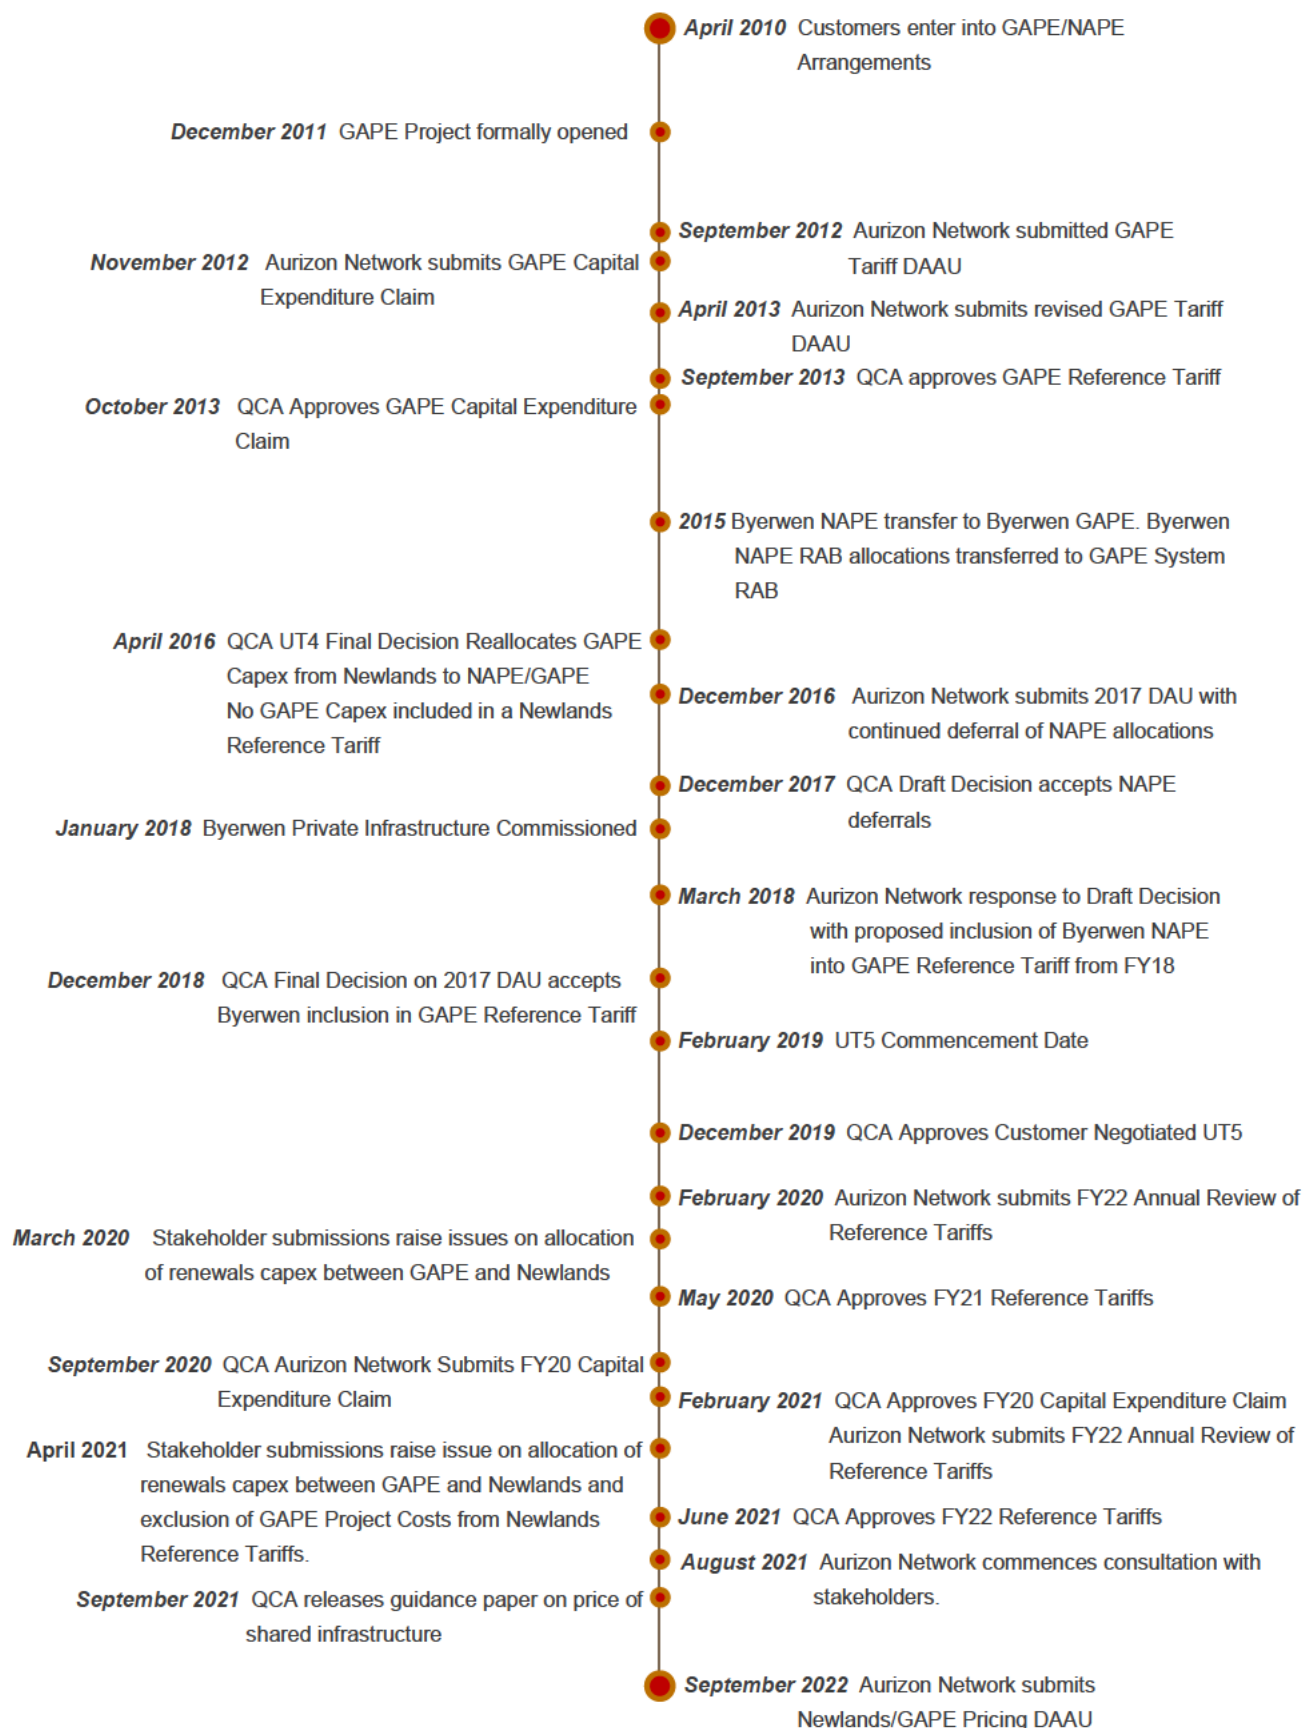 April 2010 Customers enter into GAPE/NAPE
Arrangements
December 2011 GAPE Project formally opened
September 2012 Aurizon Network submitted GAPE
Tariff DAAU
November 2012 Aurizon Network submits GAPE Capital
Expenditure Claim
April 2013 Aurizon Network submits revised GAPE Tariff
DAAU
September 2013 QCA approves GAPE Reference Tariff
October 2013 QCA Approves GAPE Capital Expenditure
Claim
2015 Byerwen NAPE transfer to Byerwen GAPE. Byerwen
NAPE RAB allocations transferred to GAPE System
RAB
April 2016 QCA UT4 Final Decision Reallocates GAPE
Capex from Newlands to NAPE/GAPE
No GAPE Capex included in a Newlands
Reference Tariff
December 2016 Aurizon Network submits 2017 DAU with
continued deferral of NAPE allocations
December 2017 QCA Draft Decision accepts NAPE
deferrals
January 2018 Byerwen Private Infrastructure Commissioned
March 2018 Aurizon Network response to Draft Decision
with proposed inclusion of Byerwen NAPE
into GAPE Reference Tariff from FY18
December 2018 QCA Final Decision on 2017 DAU accepts
Byerwen inclusion in GAPE Reference Tariff
February 2019 UT5 Commencement Date
December 2019 QCA Approves Customer Negotiated UT5
February 2020 Aurizon Network submits FY22 Annual Review of
Reference Tariffs
March 2020 Stakeholder submissions raise issues on allocation
of renewals capex between GAPE and Newlands
May 2020 QCA Approves FY21 Reference Tariffs
September 2020 QCA Aurizon Network Submits FY20 Capital
Expenditure Claim
February 2021 QCA Approves FY20 Capital Expenditure Claim
Aurizon Network submits FY22 Annual Review of
Reference Tariffs
April 2021 Stakeholder submissions raise issue on allocation of
renewals capex between GAPE and Newlands and
exclusion of GAPE Project Costs from Newlands
Reference Tariffs.
June 2021 QCA Approves FY22 Reference Tariffs
August 2021 Aurizon Network commences consultation with
stakeholders.
September 2021 QCA releases guidance paper on price of
shared infrastructure
September 2022 Aurizon Network submits
Newlands/GAPE Pricing DAAU